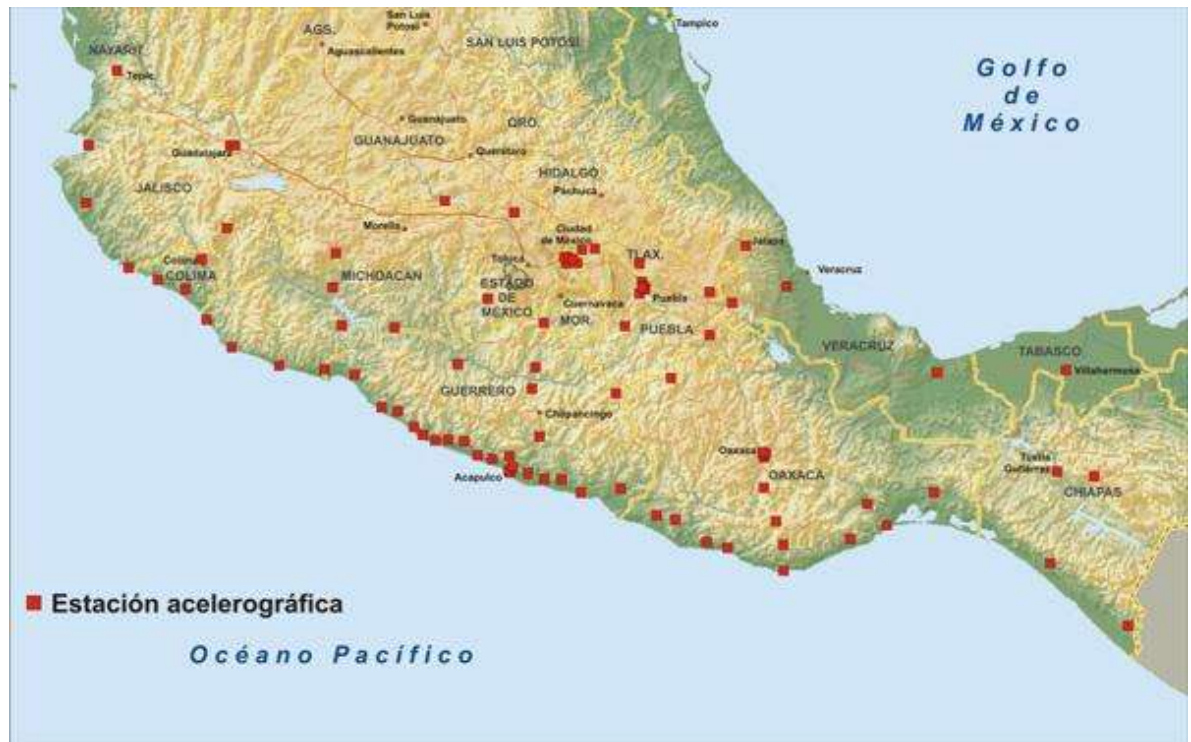 San Luis
Potosí
Tampico
AGS.
Aguascalientes
SAN LUIS POTOSÍ
NAYARIT
Tepic
Golfo
de
México
Guanajuato
QRO.
GUANAJUATO
Guadalajara
Querétaro
HIDALGO
JALISCO
Pachuca
Morelia
Ciudad
de México
Jalapa
Colima
COLIMA
MICHOACAN
Toluca
TLAX.
Veracruz
ESTADO
DE
MÉXICO
Cuernavaca
MOR.
Puebla
PUEBLA
VERACRUZ
TABASCO
Villahermosa
GUERRERO
Chilpancingo
Oaxaca
OAXACA
Acapulco
Tuxtla
Gutiérrez
CHIAPAS
Estación acelerográfica
Océano Pacífico